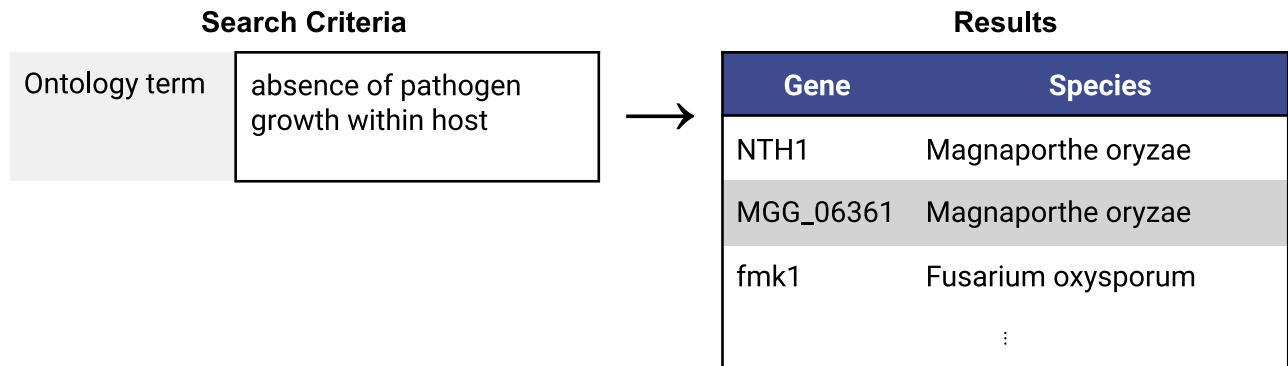 Search Criteria
Results
Ontology term
absence of pathogen
growth within host
Gene Species
NTH1 Magnaporthe oryzae
MGG_06361 Magnaporthe oryzae
fmk1 Fusarium oxysporum
⋮